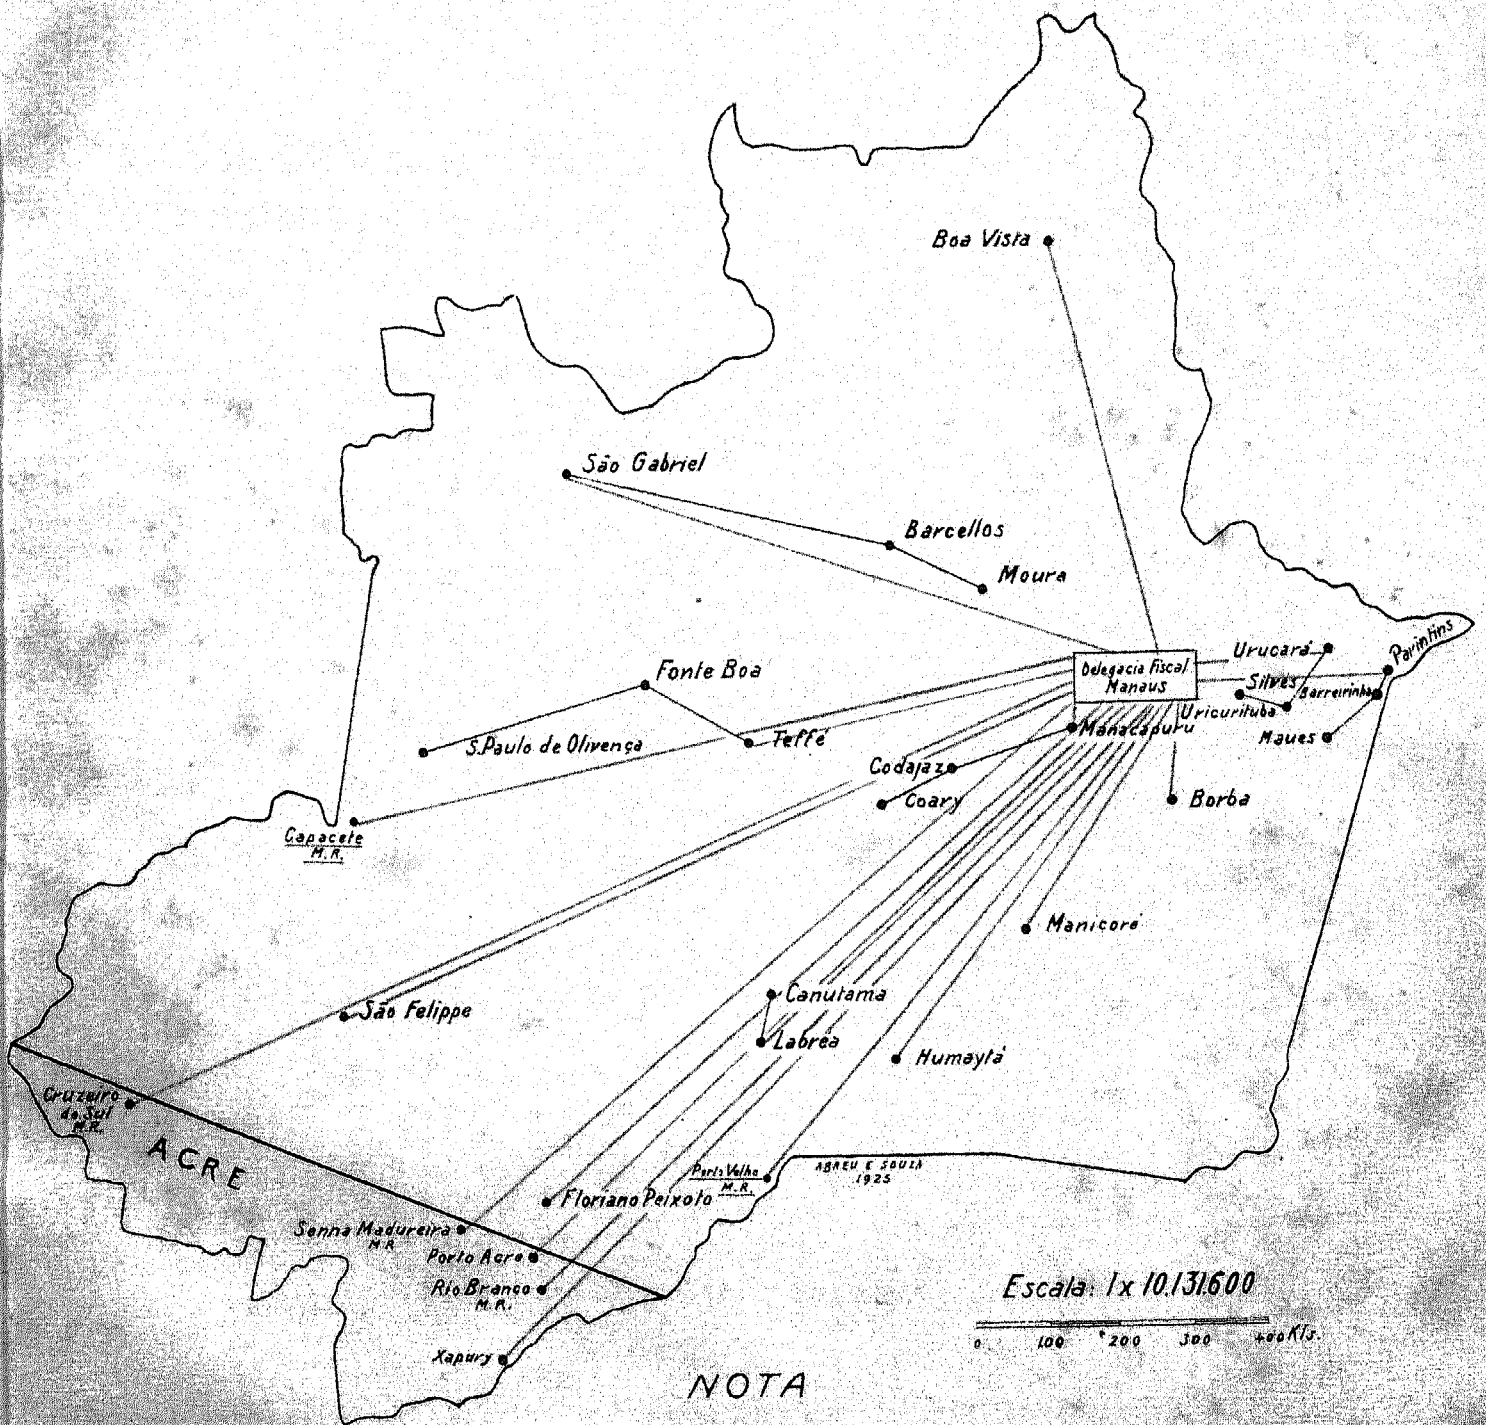 Boa Vista
São Gabriel
Barcellos
Moura
Parintins
Urucará
Delegacia Fiscal
Manaus
Fonte Boa
Silves
Barreirinha
Uricurituba
S. Paulo de Olivença
Teffé
Manacapuru
Maues
Codajaz
Coary
Borba
Capacete
M.R.
Manicoré
Canutama
São Felippe
Labréa
Humaytá
Cruzeiro
do Sul
M.R.
ACRE
Porto Velho
M.R.
ABREU E SOUZA
1925
Floriano Peixoto
Senna Madureira
M.R.
Porto Acre
Rio Branco
M.R.
Escala: 1 x 10.131.600
0 100 200 300 400 Kls.
Xapury
NOTA